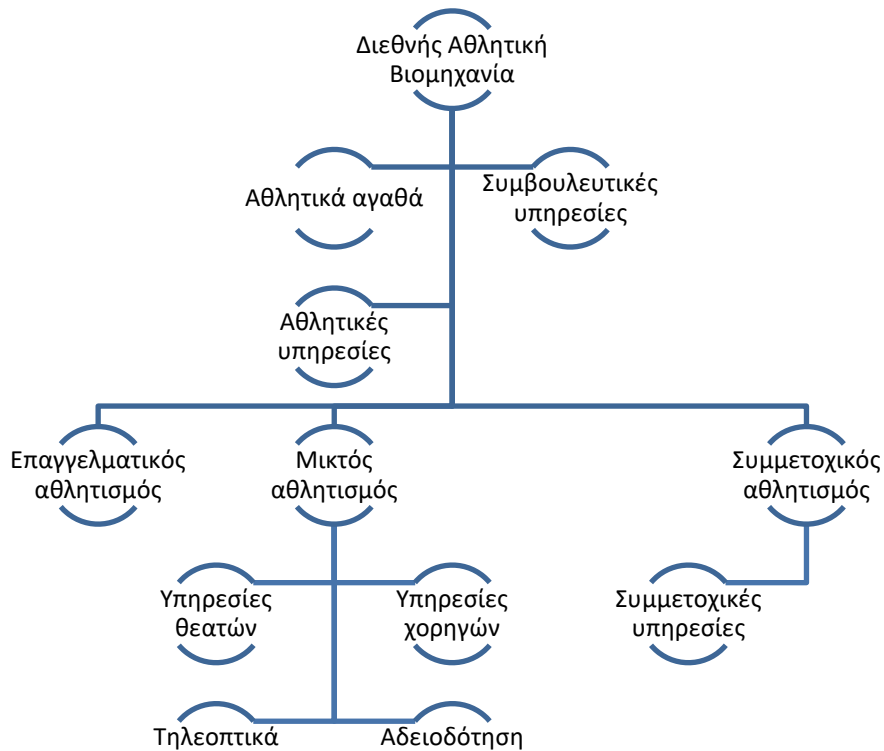 Διεθνής Αθλητική
Βιομηχανία
Αθλητικά αγαθά
Συμβουλευτικές
υπηρεσίες
Αθλητικές
υπηρεσίες
Επαγγελματικός
αθλητισμός
Μικτός
αθλητισμός
Συμμετοχικός
αθλητισμός
Υπηρεσίες
θεατών
Υπηρεσίες
χορηγών
Συμμετοχικές
υπηρεσίες
Τηλεοπτικά
Αδειοδότηση